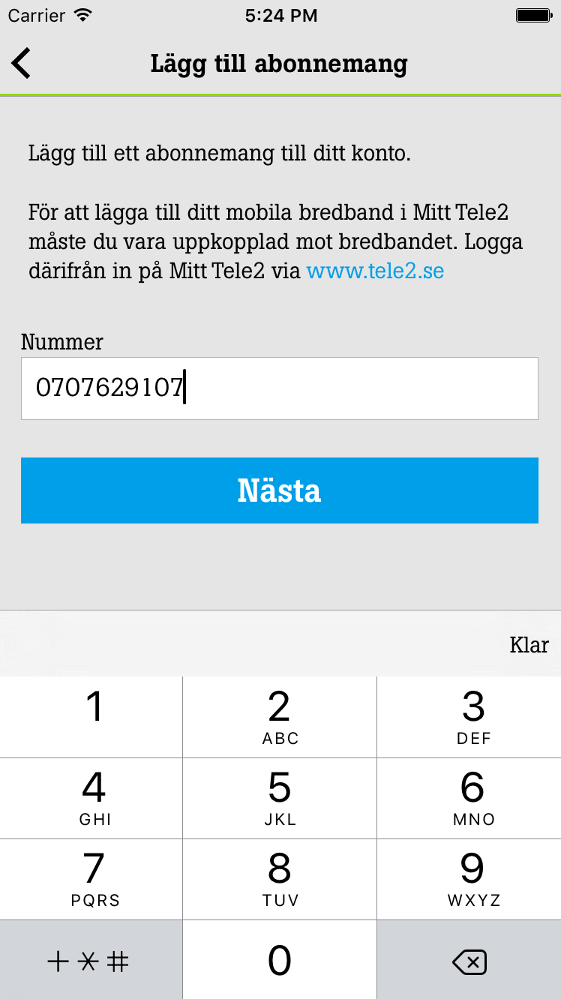 Carrier 5:24 PM
Lägg till abonnemang
Lägg till ett abonnemang till ditt konto.
För att lägga till ditt mobila bredband i Mitt Tele2
måste du vara uppkopplad mot bredbandet. Logga
därifrån in på Mitt Tele2 via www.tele2.se
Nummer
0707629107
Nästa
Klar
1 2 3
ABC DEF
4 5 6
GHI JKL MNO
7 8 9
PQRS TUV WXYZ
+ * # 0